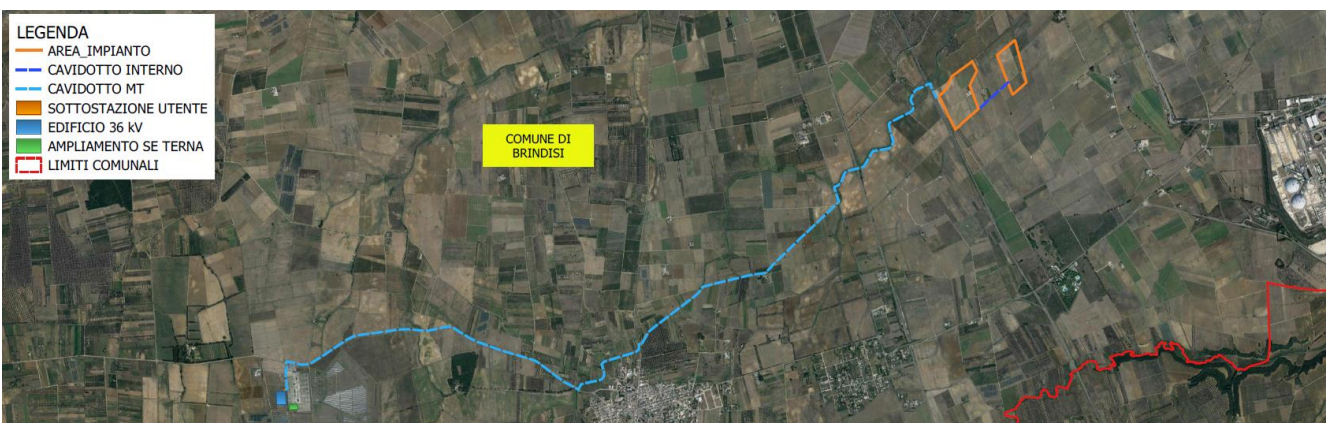 LEGENDA
AREA_IMPIANTO
CAVIDOTTO INTERNO
CAVIDOTTO MT
SOTTOSTAZIONE UTENTE
EDIFICIO 36 kV
AMPLIAMENTO SE TERNA
LIMITI COMUNALI
COMUNE DI
BRINDISI